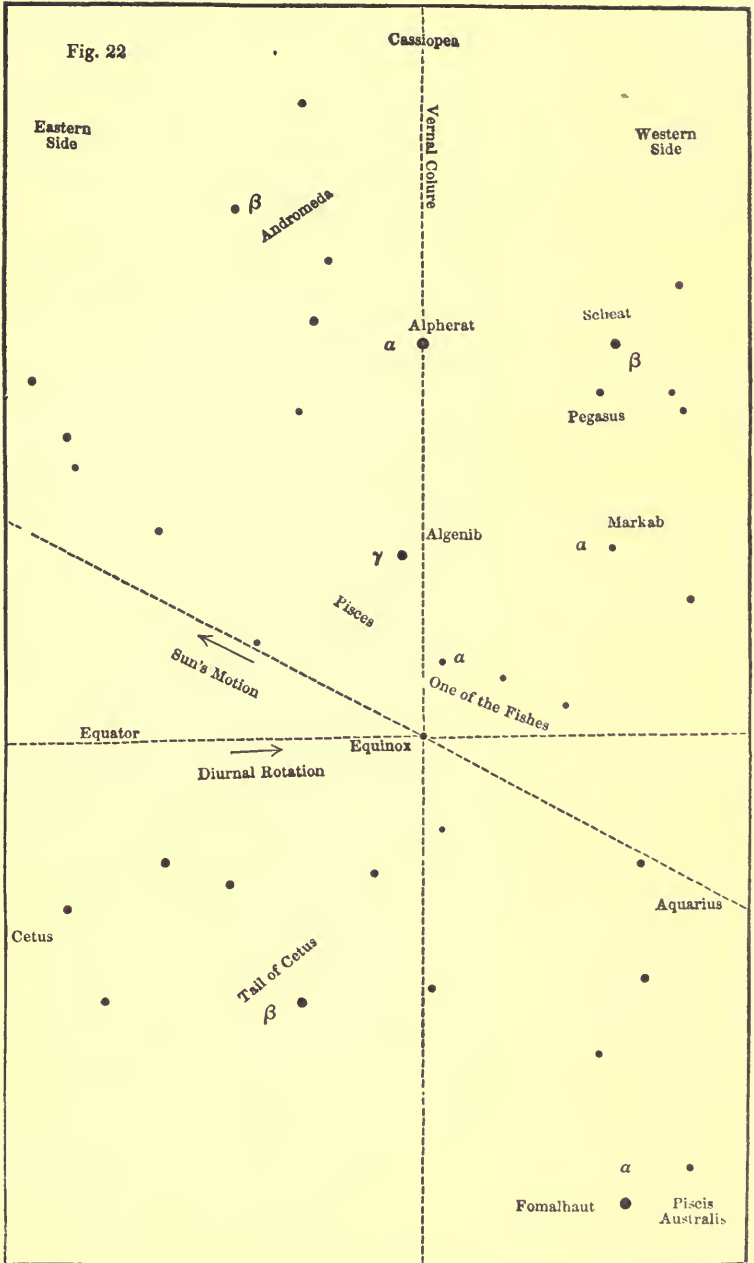 Fig. 22
Cassiopea
Eastern
Side
Vernal Colure
Western
Side
β
Andromeda
Alpherat
α
Scheat
β
Pegasus
Algenib
γ
Markab
α
Pisces
α
Sun's Motion
One of the Fishes
Equator
Equinox
Diurnal Rotation
Aquarius
Cetus
Tail of Cetus
β
α
Fomalhaut
Piscis
Australis